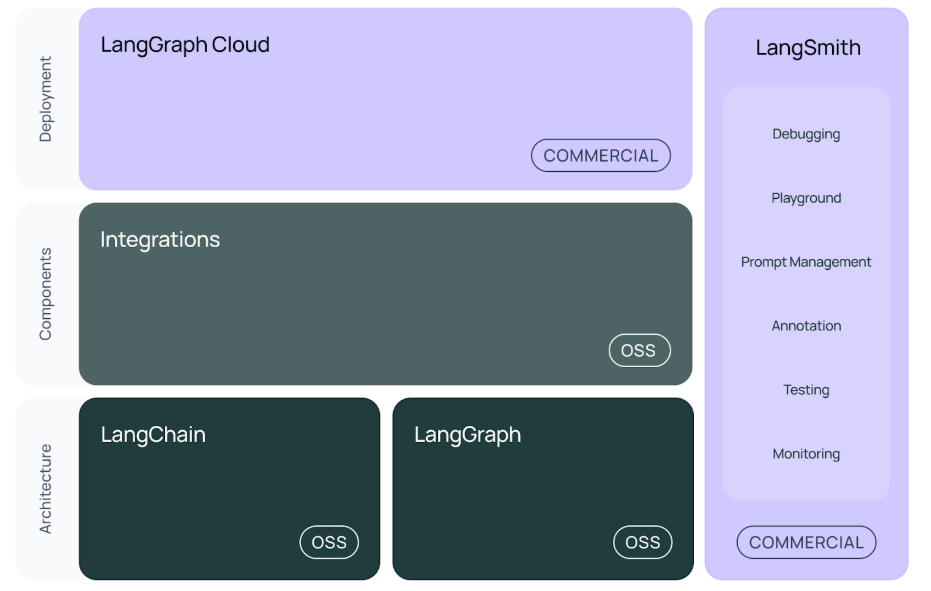 Deployment
LangGraph Cloud
COMMERCIAL
Components
Integrations
OSS
Architecture
LangChain
OSS
LangGraph
OSS
LangSmith
Debugging
Playground
Prompt Management
Annotation
Testing
Monitoring
COMMERCIAL